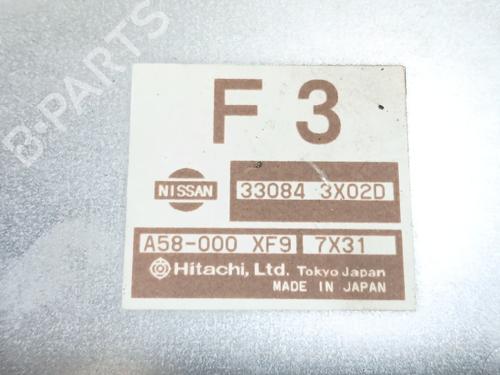 B-PARTS
F 3
NISSAN
33084 3X02D
A58-000 XF9 7X31
Hitachi, Ltd. Tokyo Japan
MADE IN JAPAN